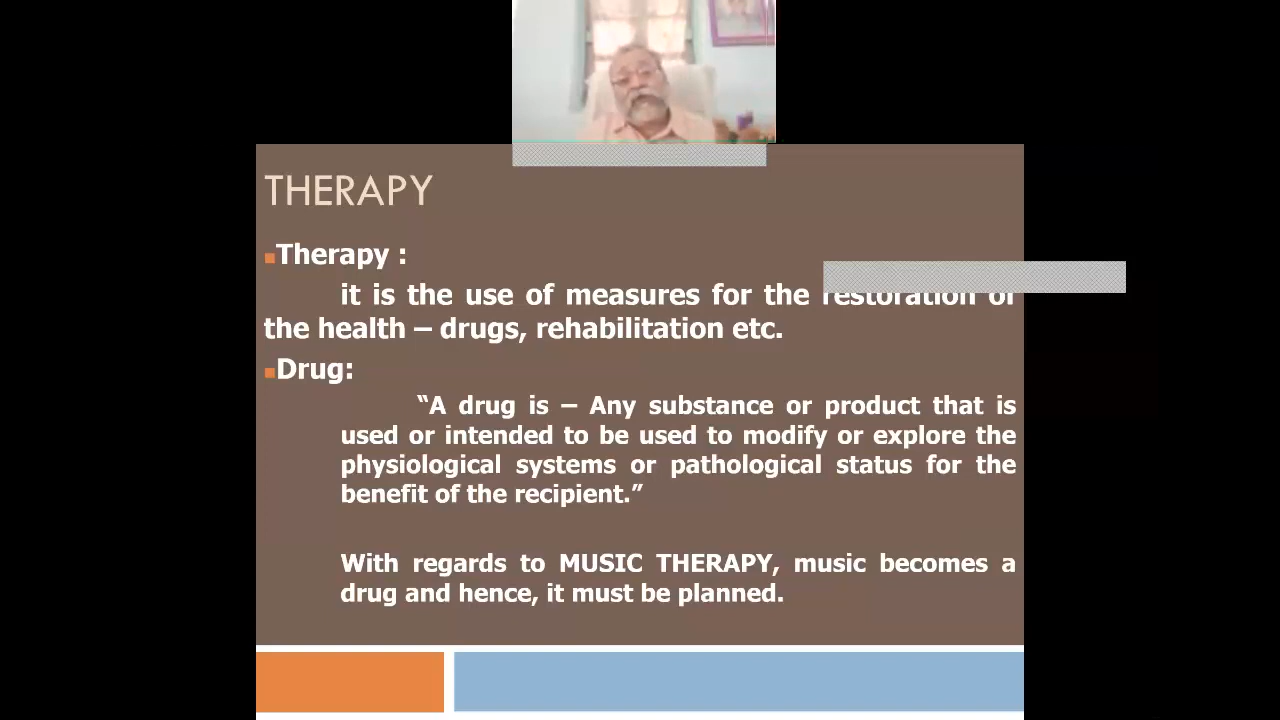 THERAPY
Therapy :
it is the use of measures for the restoration of
the health – drugs, rehabilitation etc.
Drug:
“A drug is – Any substance or product that is
used or intended to be used to modify or explore the
physiological systems or pathological status for the
benefit of the recipient.”
With regards to MUSIC THERAPY, music becomes a
drug and hence, it must be planned.